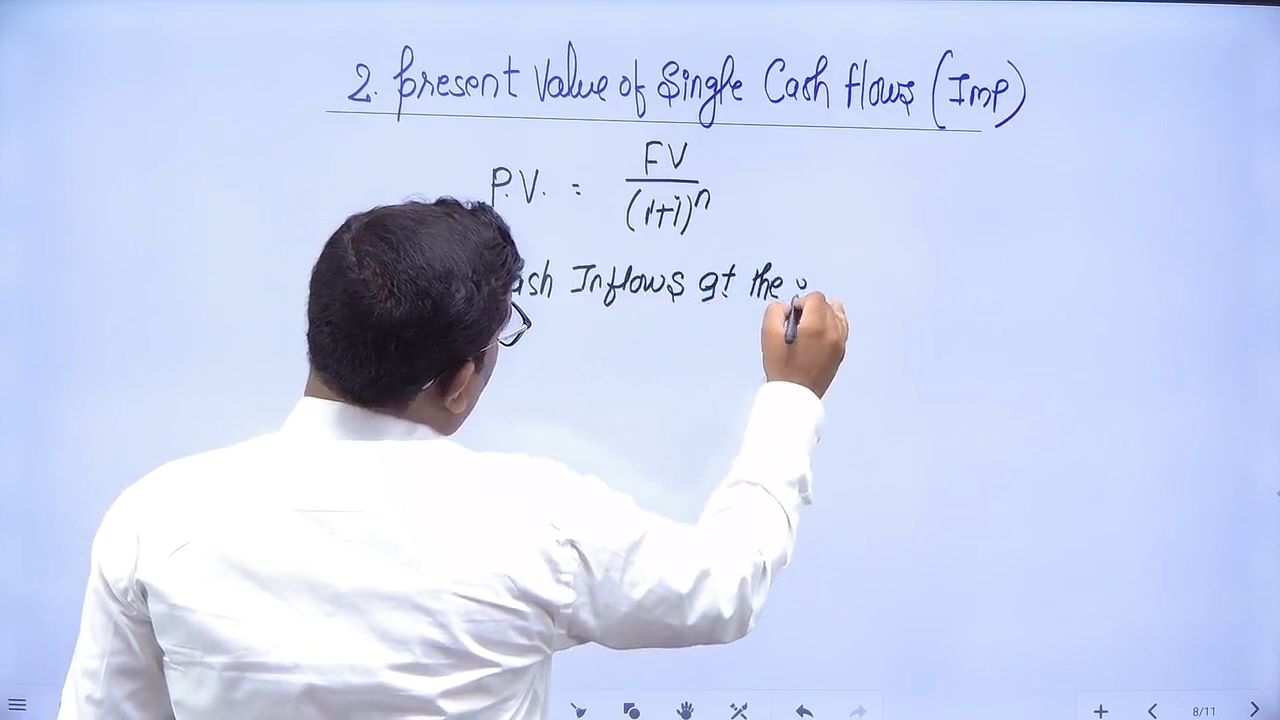 2. Present Value of Single Cash flows (Imp)
P.V. = FV
(1+i)^n
ash Inflows at the
8/11